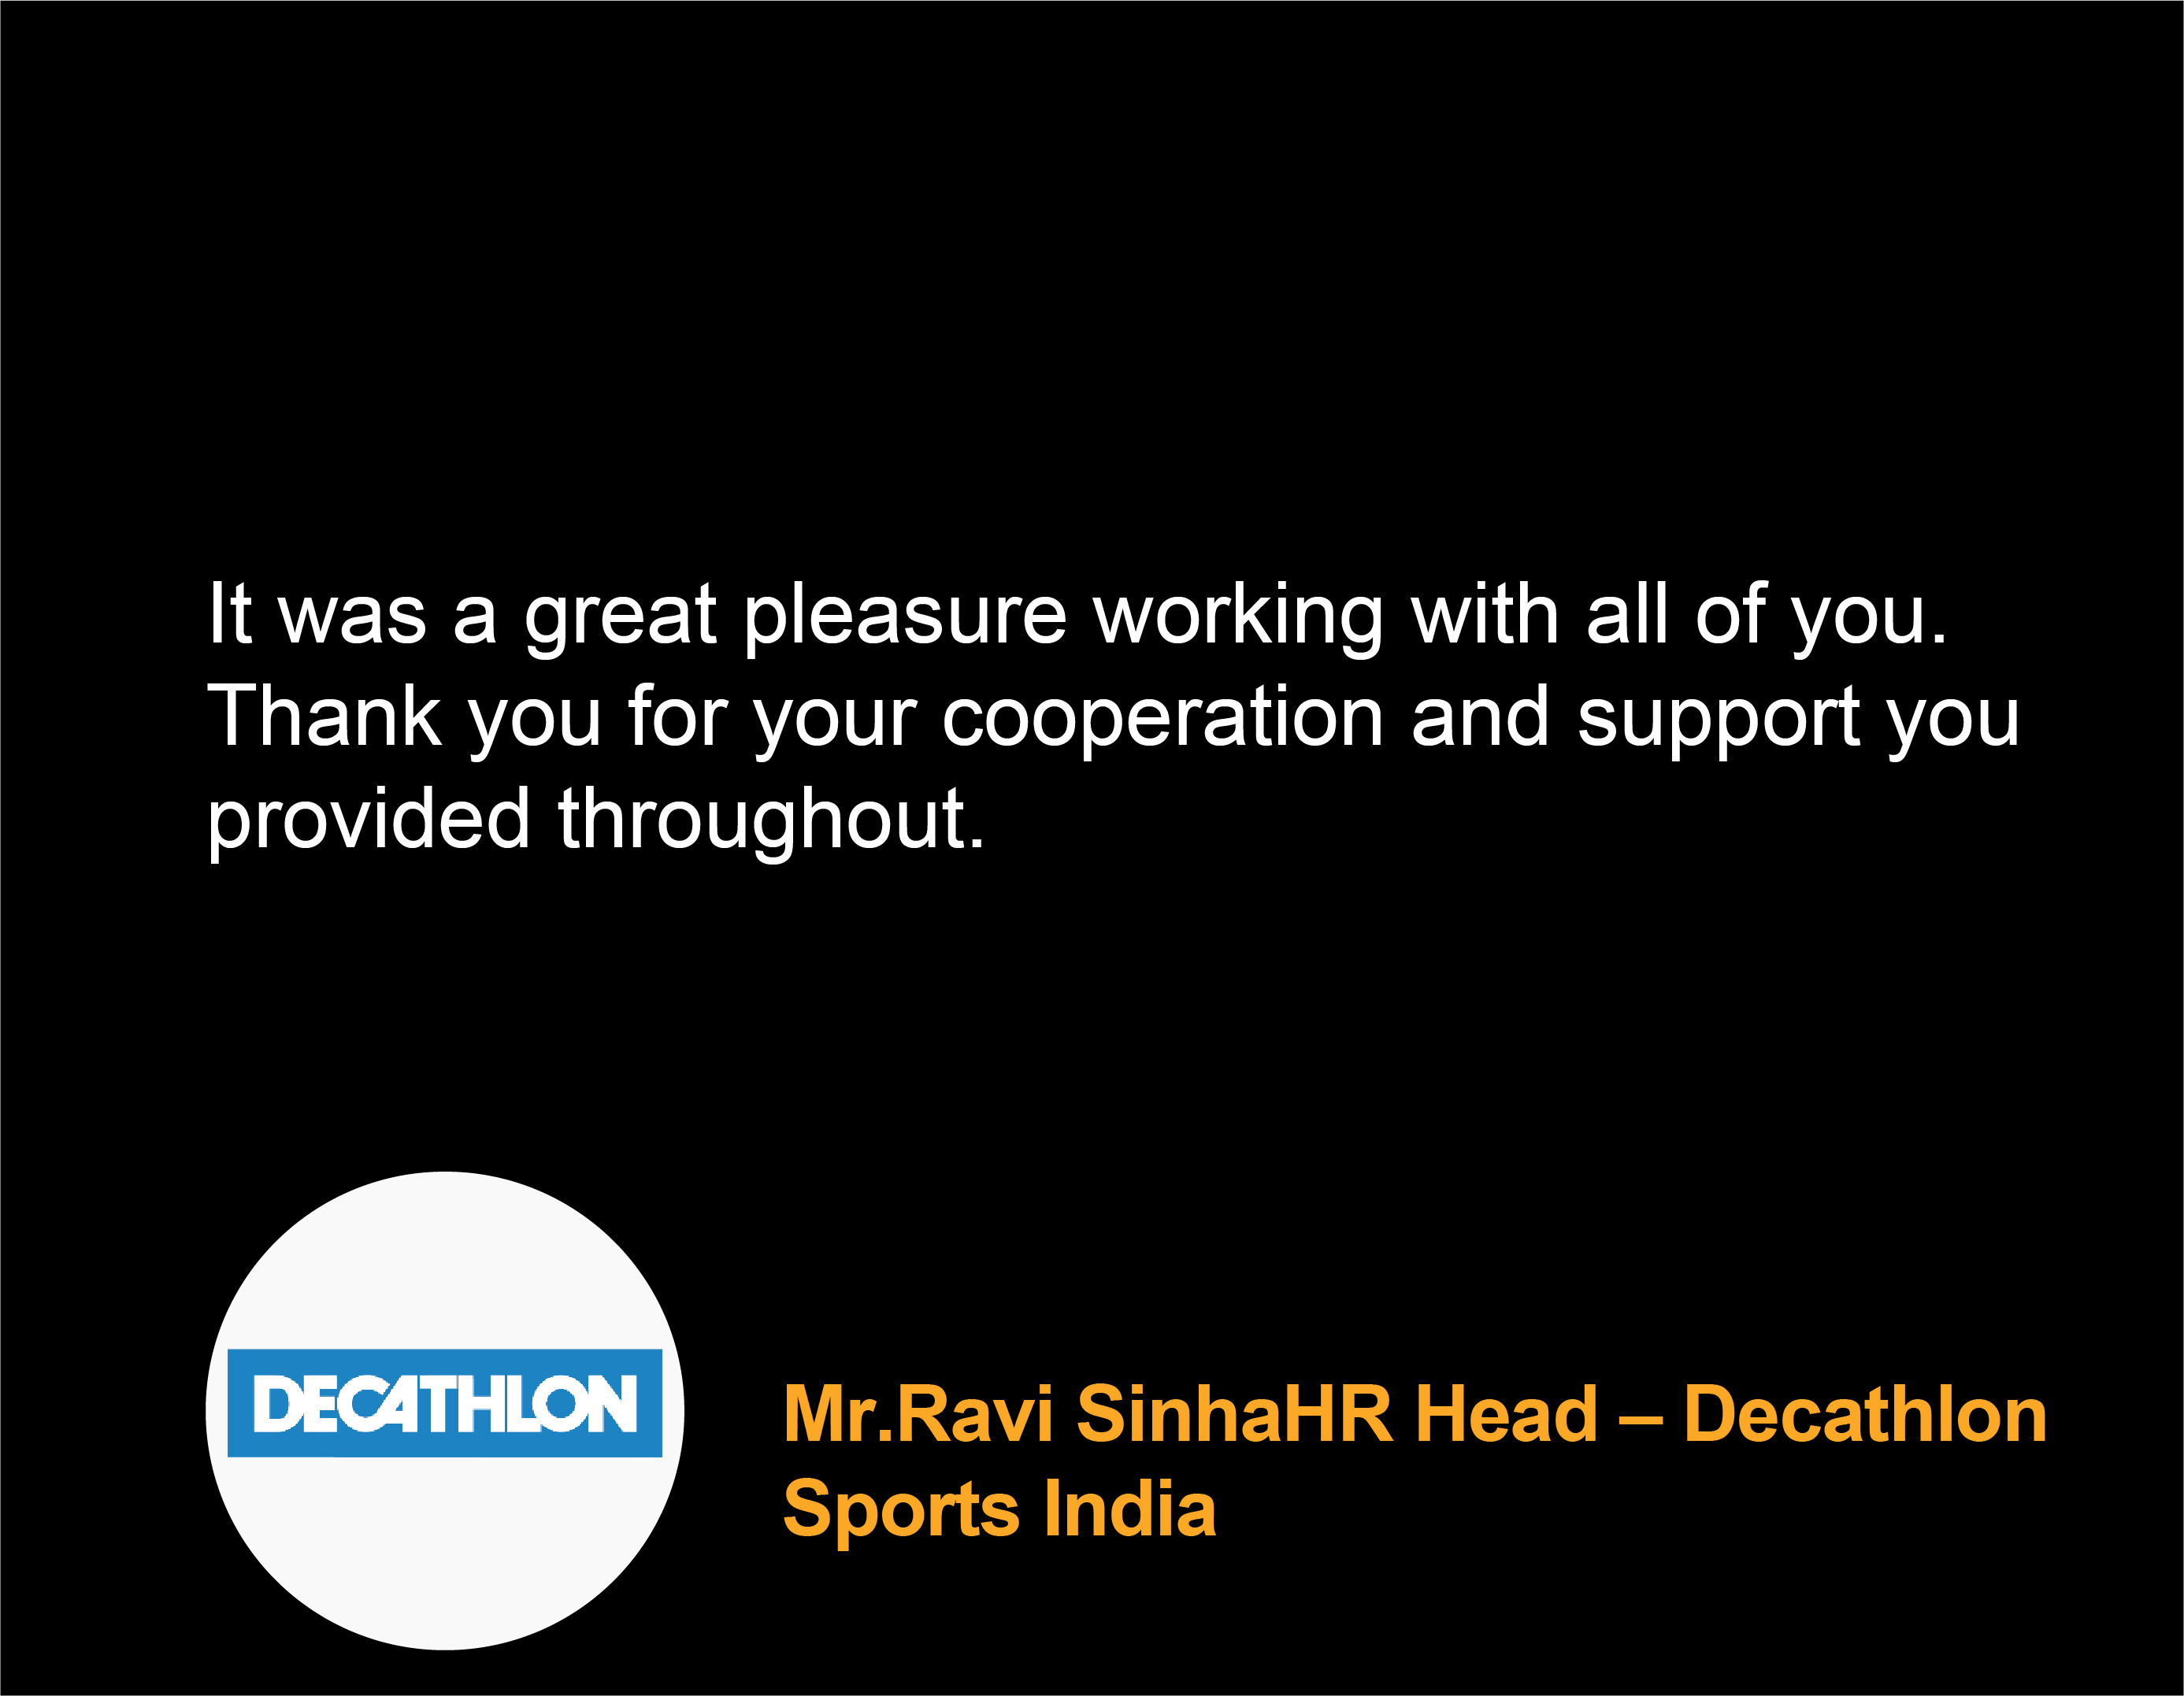 It was a great pleasure working with all of you.
Thank you for your cooperation and support you
provided throughout.
DECATHLON
Mr.Ravi SinhaHR Head – Decathlon
Sports India